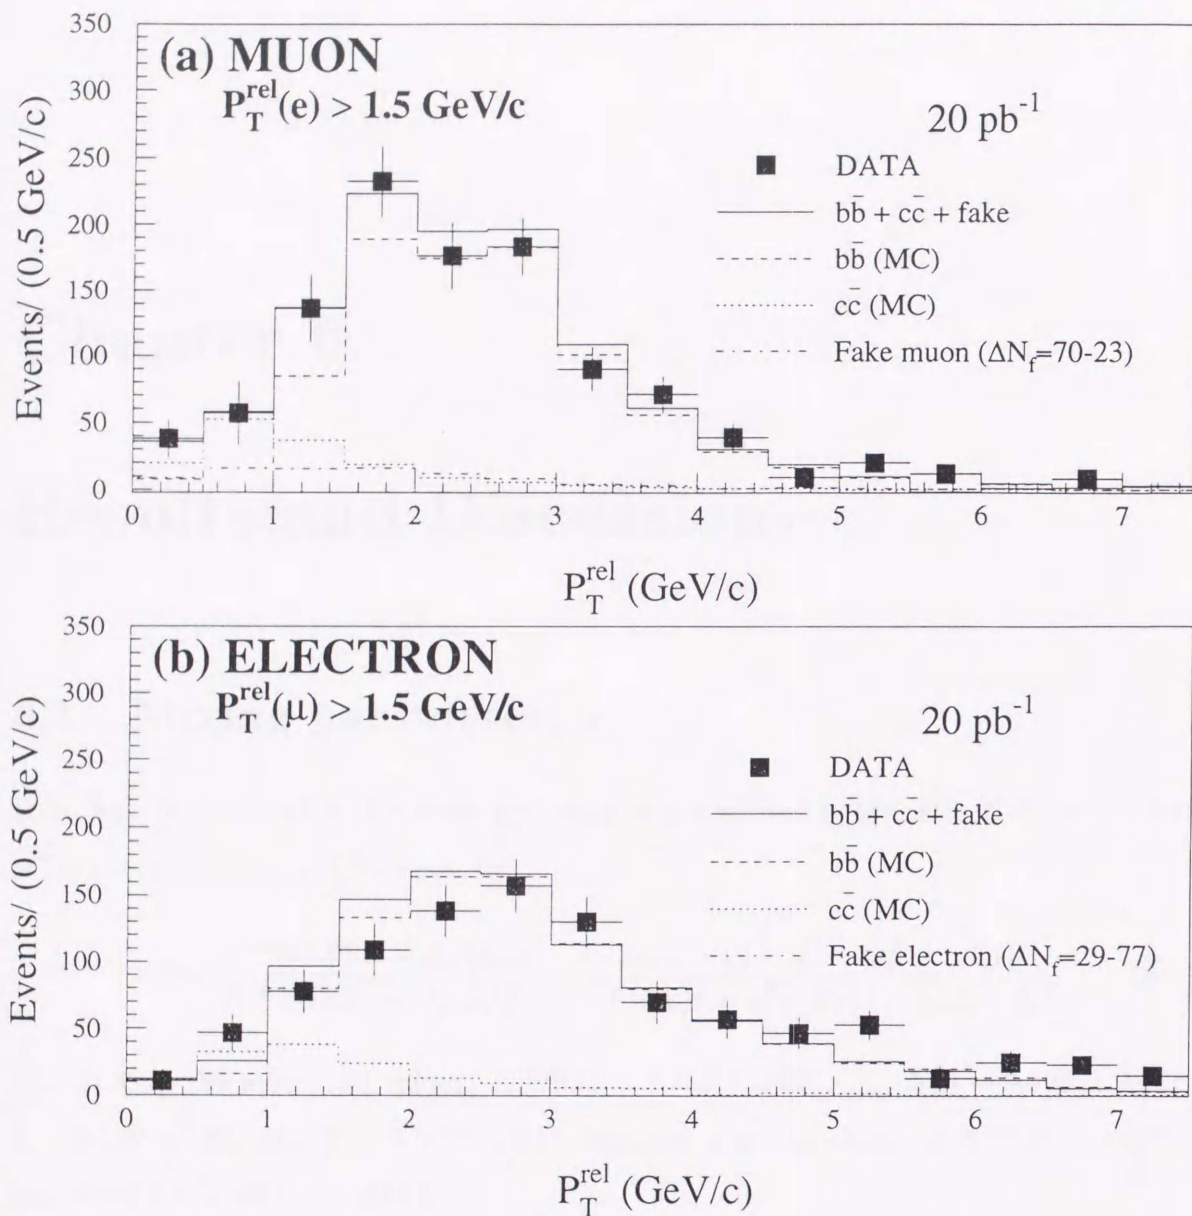 (a) MUON
P_T^rel(e) > 1.5 GeV/c
20 pb^-1
DATA
bb̄ + cc̄ + fake
bb̄ (MC)
cc̄ (MC)
Fake muon (ΔN_f=70-23)
Events/ (0.5 GeV/c)
350
300
250
200
150
100
50
0
0 1 2 3 4 5 6 7
P_T^rel (GeV/c)
(b) ELECTRON
P_T^rel(μ) > 1.5 GeV/c
20 pb^-1
DATA
bb̄ + cc̄ + fake
bb̄ (MC)
cc̄ (MC)
Fake electron (ΔN_f=29-77)
Events/ (0.5 GeV/c)
350
300
250
200
150
100
50
0
0 1 2 3 4 5 6 7
P_T^rel (GeV/c)